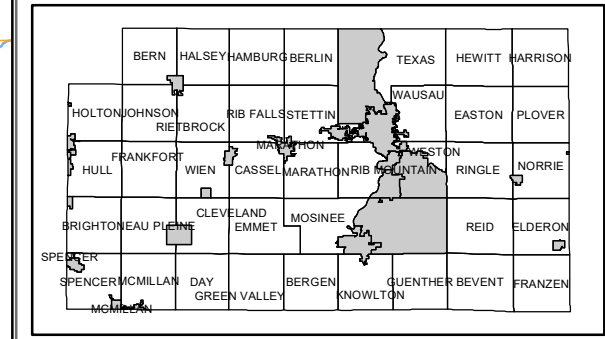 BERN HALSEY HAMBURG BERLIN TEXAS HEWITT HARRISON
WAUSAU
HOLTON JOHNSON RIB FALLS STETTIN EASTON PLOVER
RIETBROCK
MARATHON WESTON
FRANKFORT
HULL WIEN CASSEL MARATHON RIB MOUNTAIN RINGLE NORRIE
CLEVELAND MOSINEE
BRIGHTON EAU PLEINE EMMET REID ELDERON
SPENCER
SPENCER MCMILLAN DAY BERGEN GUENTHER BEVENT FRANZEN
GREEN VALLEY KNOWLTON
MCMILLAN